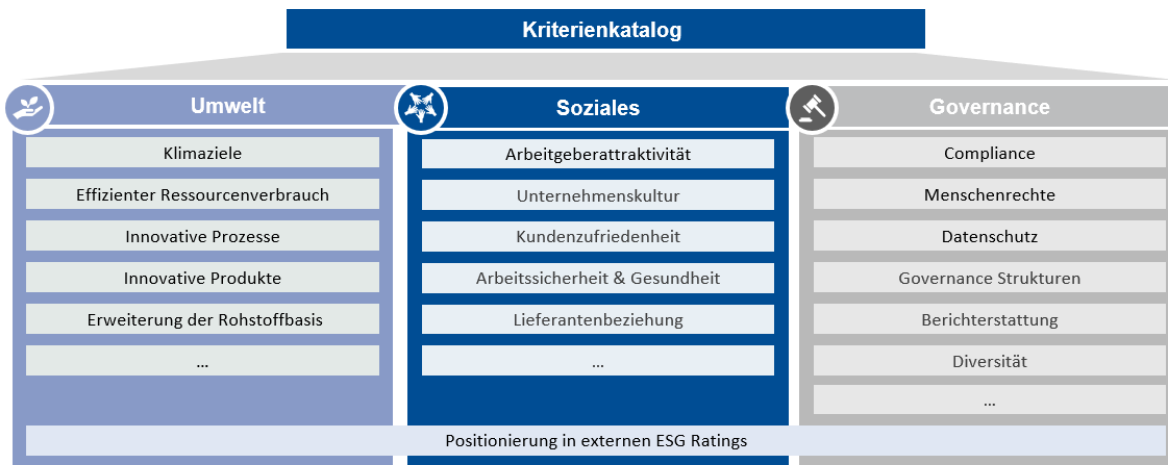 Kriterienkatalog
Umwelt
Klimaziele
Effizienter Ressourcenverbrauch
Innovative Prozesse
Innovative Produkte
Erweiterung der Rohstoffbasis
...
Soziales
Arbeitgeberattraktivität
Unternehmenskultur
Kundenzufriedenheit
Arbeitssicherheit & Gesundheit
Lieferantenbeziehung
...
Governance
Compliance
Menschenrechte
Datenschutz
Governance Strukturen
Berichterstattung
Diversität
...
Positionierung in externen ESG Ratings